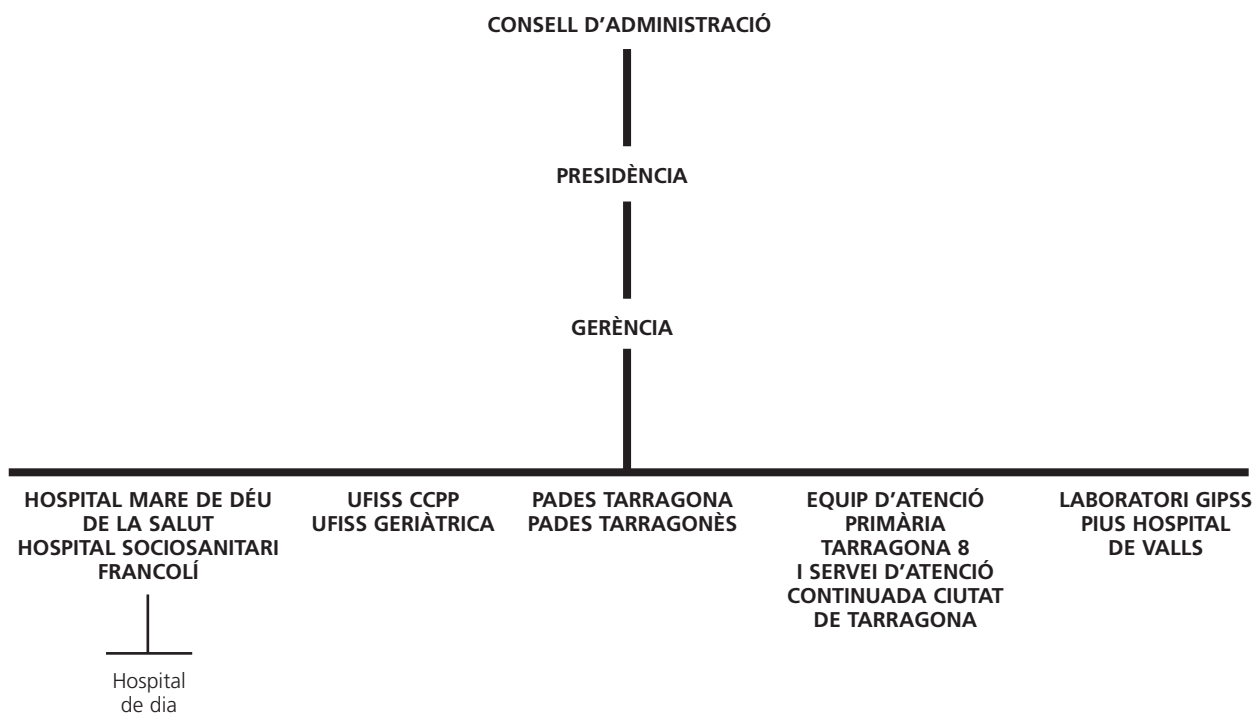 CONSELL D’ADMINISTRACIÓ
PRESIDÈNCIA
GERÈNCIA
HOSPITAL MARE DE DÉU
DE LA SALUT
HOSPITAL SOCIOSANITARI
FRANCOLÍ
UFISS CCPP
UFISS GERIÀTRICA
PADES TARRAGONA
PADES TARRAGONÈS
EQUIP D’ATENCIÓ
PRIMÀRIA
TARRAGONA 8
I SERVEI D’ATENCIÓ
CONTINUADA CIUTAT
DE TARRAGONA
LABORATORI GIPSS
PIUS HOSPITAL
DE VALLS
Hospital
de dia